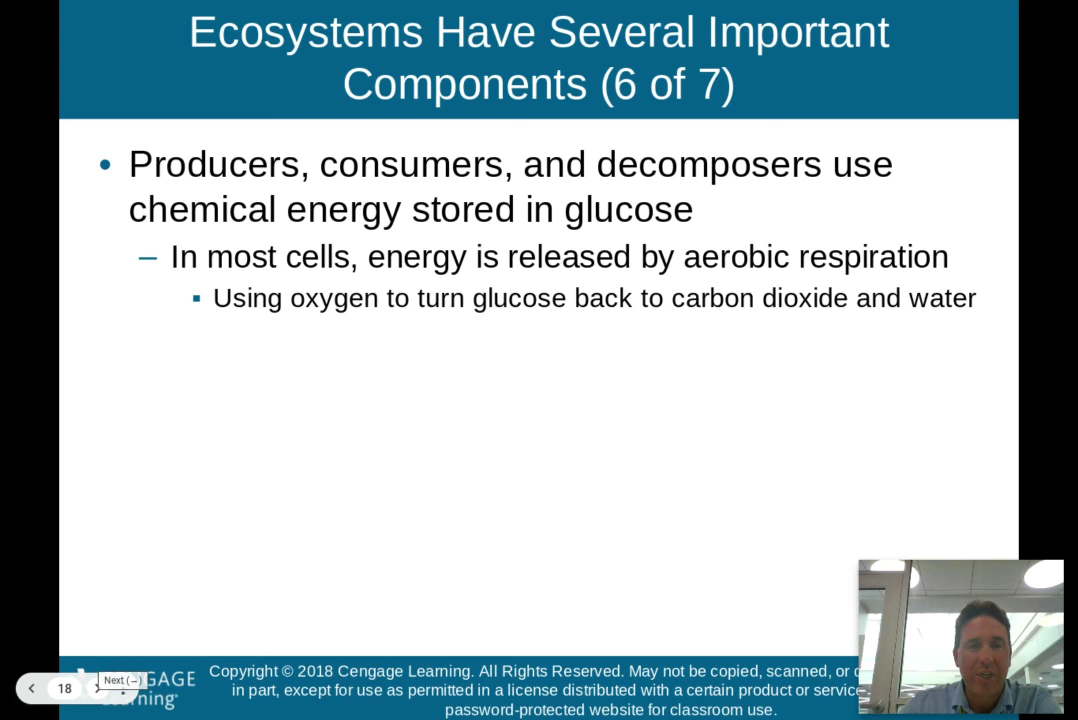 Ecosystems Have Several Important
Components (6 of 7)
• Producers, consumers, and decomposers use
chemical energy stored in glucose
– In most cells, energy is released by aerobic respiration
▪ Using oxygen to turn glucose back to carbon dioxide and water
Copyright © 2018 Cengage Learning. All Rights Reserved. May not be copied, scanned, or
in part, except for use as permitted in a license distributed with a certain product or service
password-protected website for classroom use.
18
Next